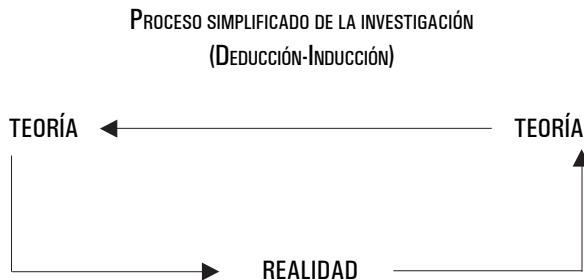 PROCESO SIMPLIFICADO DE LA INVESTIGACIÓN
(DEDUCCIÓN-INDUCCIÓN)
TEORÍA TEORÍA
REALIDAD